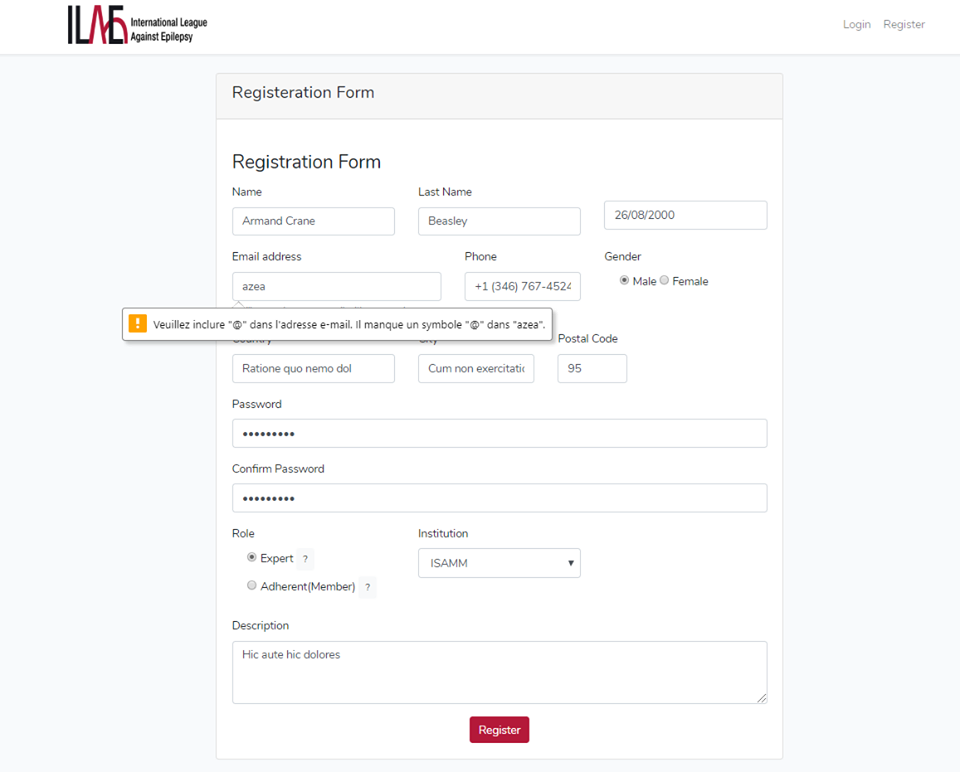 ILAE International League
Against Epilepsy
Login Register
Registeration Form
Registration Form
Name Last Name
Armand Crane Beasley 26/08/2000
Email address Phone Gender
azea +1 (346) 767-4524 Male Female
! Veuillez inclure "@" dans l'adresse e-mail. Il manque un symbole "@" dans "azea".
Country City Postal Code
Ratione quo nemo dol Cum non exercitatic 95
Password
•••••••••
Confirm Password
•••••••••
Role Institution
Expert ? ISAMM
Adherent(Member) ?
Description
Hic aute hic dolores
Register